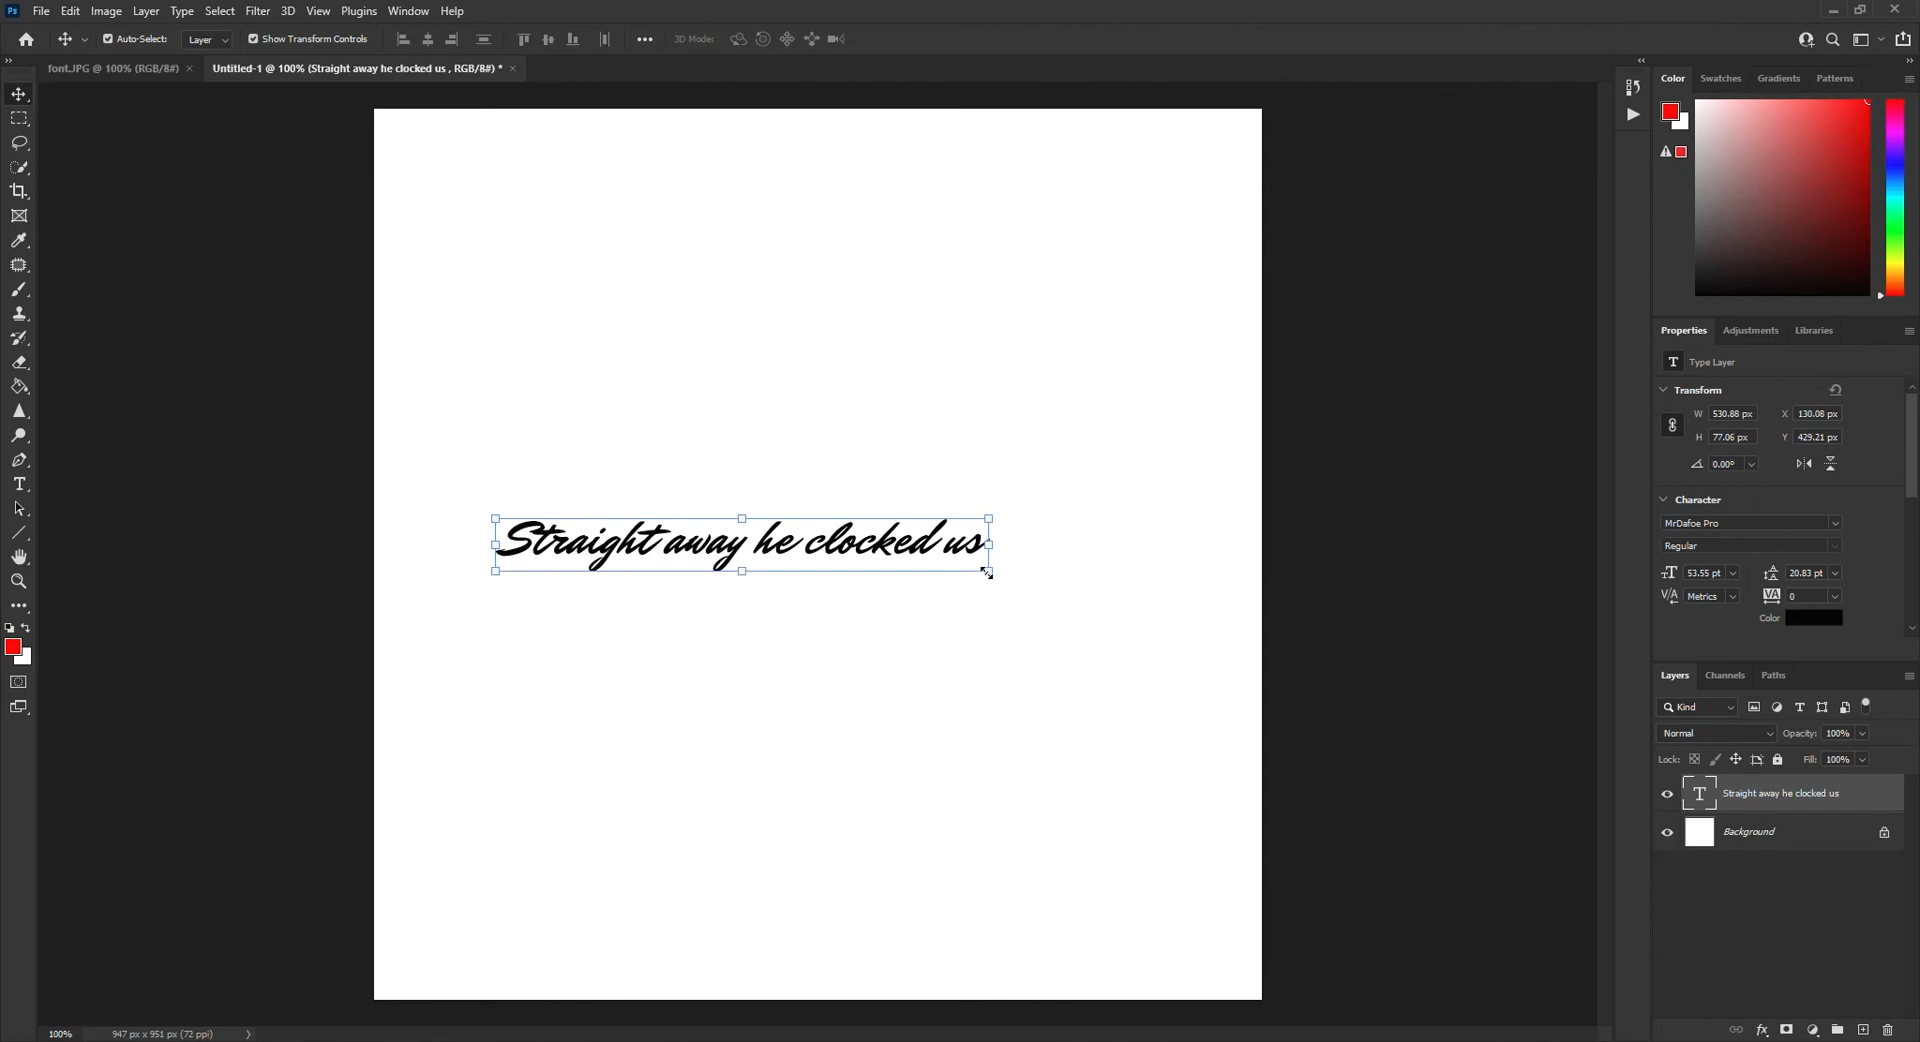 Ps File Edit Image Layer Type Select Filter 3D View Plugins Window Help
Auto-Select: Layer Show Transform Controls 3D Mode:
font.JPG @ 100% (RGB/8#) × Untitled-1 @ 100% (Straight away he clocked us , RGB/8#) * ×
Color Swatches Gradients Patterns
Properties Adjustments Libraries
T Type Layer
Transform
W 530.88 px X 130.08 px
H 77.06 px Y 429.21 px
0.00°
Character
MrDafoe Pro
Regular
53.55 pt 20.83 pt
Metrics 0
Color
Straight away he clocked us
Layers Channels Paths
Kind
Normal Opacity: 100%
Lock: Fill: 100%
T Straight away he clocked us
Background
100% 947 px x 951 px (72 ppi)